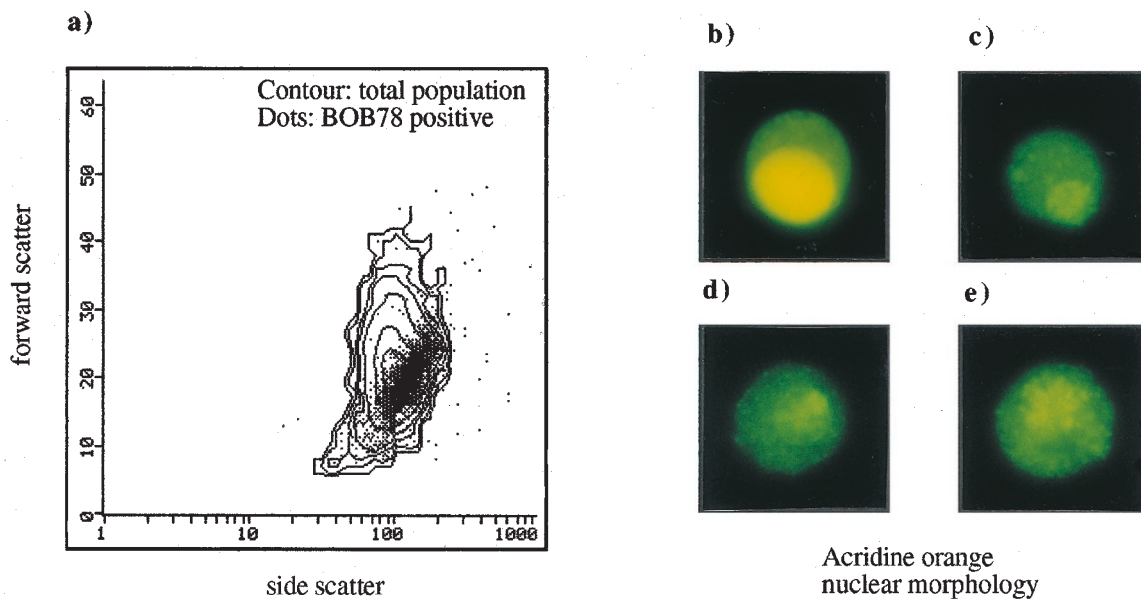 a)
Contour: total population
Dots: BOB78 positive
60
50
40
30
20
10
0
forward scatter
1
10
100
1000
side scatter
b)
c)
d)
e)
Acridine orange
nuclear morphology